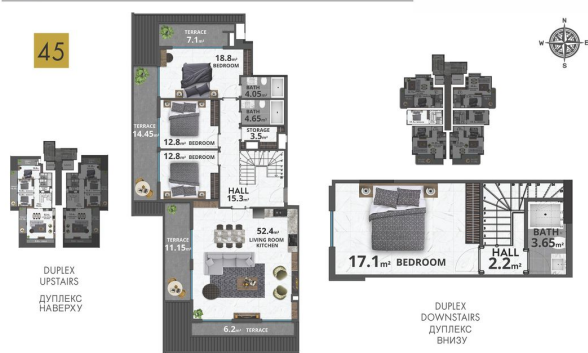 45
TERRACE
7.1m²
18.8m²
BEDROOM
BATH
4.05m²
BATH
4.65m²
STORAGE
3.5m²
TERRACE
14.45m²
12.8m² BEDROOM
12.8m² BEDROOM
HALL
15.3m²
TERRACE
11.15m²
52.4m²
LIVING ROOM
KITCHEN
6.2m² TERRACE
DUPLEX
UPSTAIRS
ДУПЛЕКС
НАВЕРХУ
N
W
E
S
17.1m² BEDROOM
HALL
2.2m²
BATH
3.65m²
DUPLEX
DOWNSTAIRS
ДУПЛЕКС
ВНИЗУ